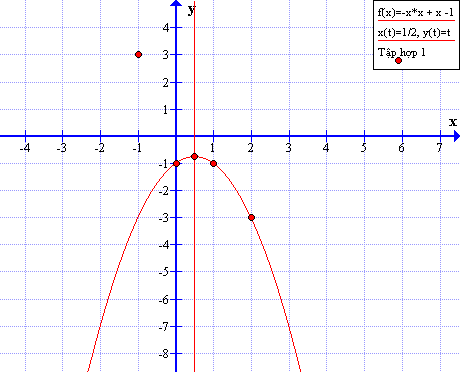 f(x)=-x*x + x -1
x(t)=1/2, y(t)=t
Tập hợp 1
y
4
3
2
1
x
-4 -3 -2 -1 0 1 2 3 4 5 6 7
-1
-2
-3
-4
-5
-6
-7
-8